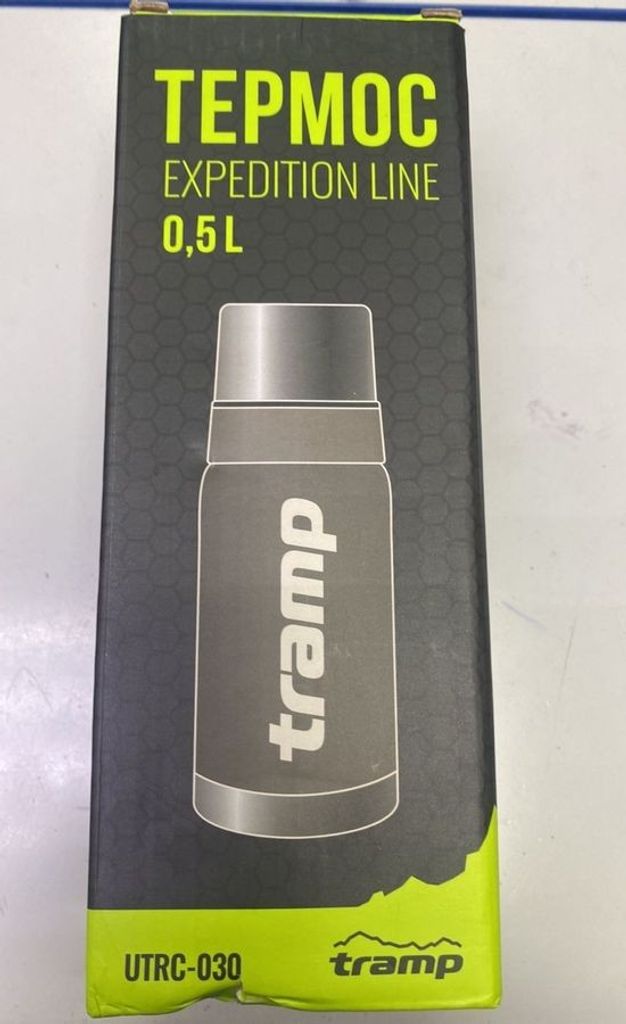 ТЕРМОС
EXPEDITION LINE
0,5 L
tramp
UTRC-030
tramp